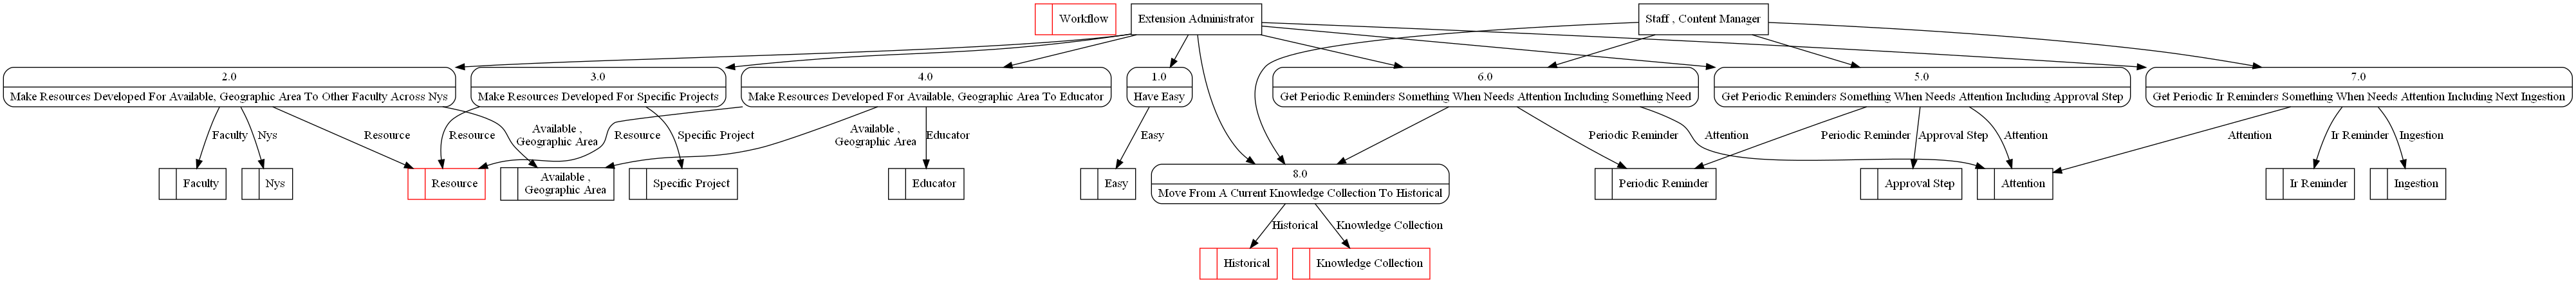 Workflow
Extension Administrator
Staff , Content Manager
2.0
Make Resources Developed For Available, Geographic Area To Other Faculty Across Nys
3.0
Make Resources Developed For Specific Projects
4.0
Make Resources Developed For Available, Geographic Area To Educator
1.0
Have Easy
6.0
Get Periodic Reminders Something When Needs Attention Including Something Need
5.0
Get Periodic Reminders Something When Needs Attention Including Approval Step
7.0
Get Periodic Ir Reminders Something When Needs Attention Including Next Ingestion
Faculty
Nys
Resource
Resource
Available ,
Geographic Area
Resource
Specific Project
Available ,
Geographic Area
Educator
Easy
Periodic Reminder
Attention
Periodic Reminder
Approval Step
Attention
Attention
Ir Reminder
Ingestion
Faculty
Nys
Resource
Available ,
Geographic Area
Specific Project
Educator
Easy
8.0
Move From A Current Knowledge Collection To Historical
Periodic Reminder
Approval Step
Attention
Ir Reminder
Ingestion
Historical
Knowledge Collection
Historical
Knowledge Collection